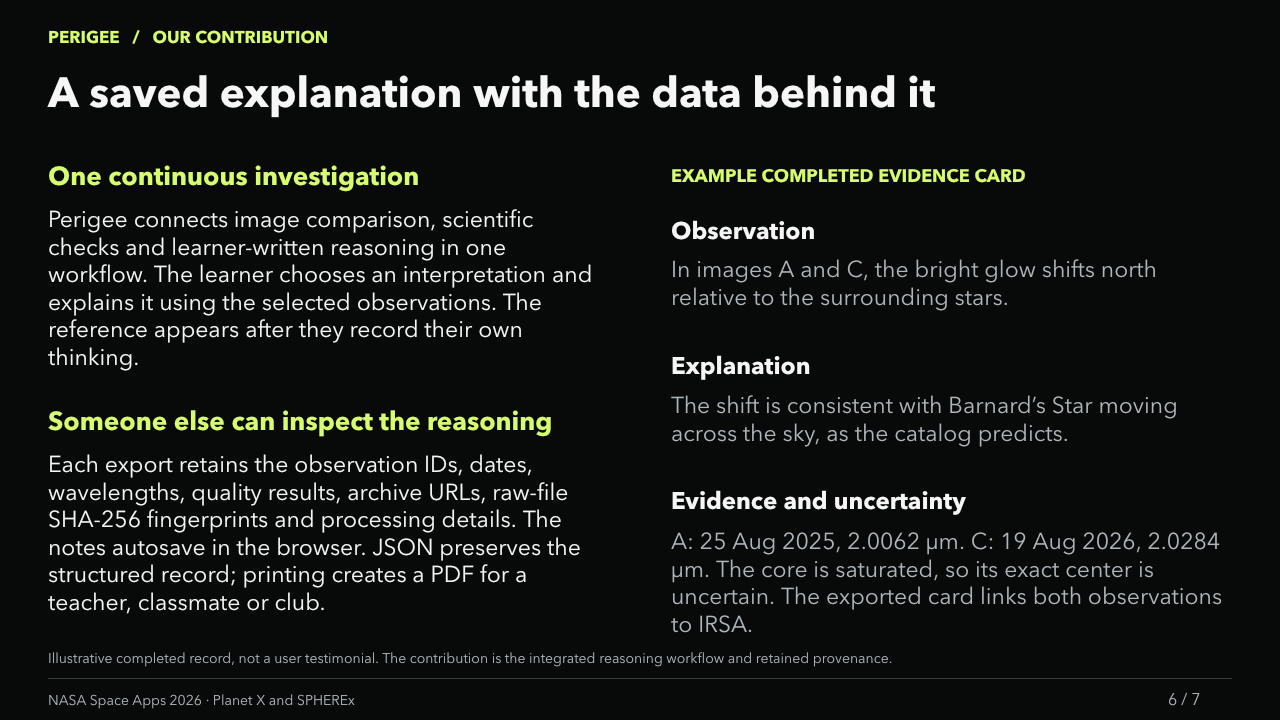 PERIGEE / OUR CONTRIBUTION
A saved explanation with the data behind it
One continuous investigation
Perigee connects image comparison, scientific
checks and learner-written reasoning in one
workflow. The learner chooses an interpretation and
explains it using the selected observations. The
reference appears after they record their own
thinking.
Someone else can inspect the reasoning
Each export retains the observation IDs, dates,
wavelengths, quality results, archive URLs, raw-file
SHA-256 fingerprints and processing details. The
notes autosave in the browser. JSON preserves the
structured record; printing creates a PDF for a
teacher, classmate or club.
EXAMPLE COMPLETED EVIDENCE CARD
Observation
In images A and C, the bright glow shifts north
relative to the surrounding stars.
Explanation
The shift is consistent with Barnard’s Star moving
across the sky, as the catalog predicts.
Evidence and uncertainty
A: 25 Aug 2025, 2.0062 µm. C: 19 Aug 2026, 2.0284
µm. The core is saturated, so its exact center is
uncertain. The exported card links both observations
to IRSA.
Illustrative completed record, not a user testimonial. The contribution is the integrated reasoning workflow and retained provenance.
NASA Space Apps 2026 · Planet X and SPHEREx
6 / 7